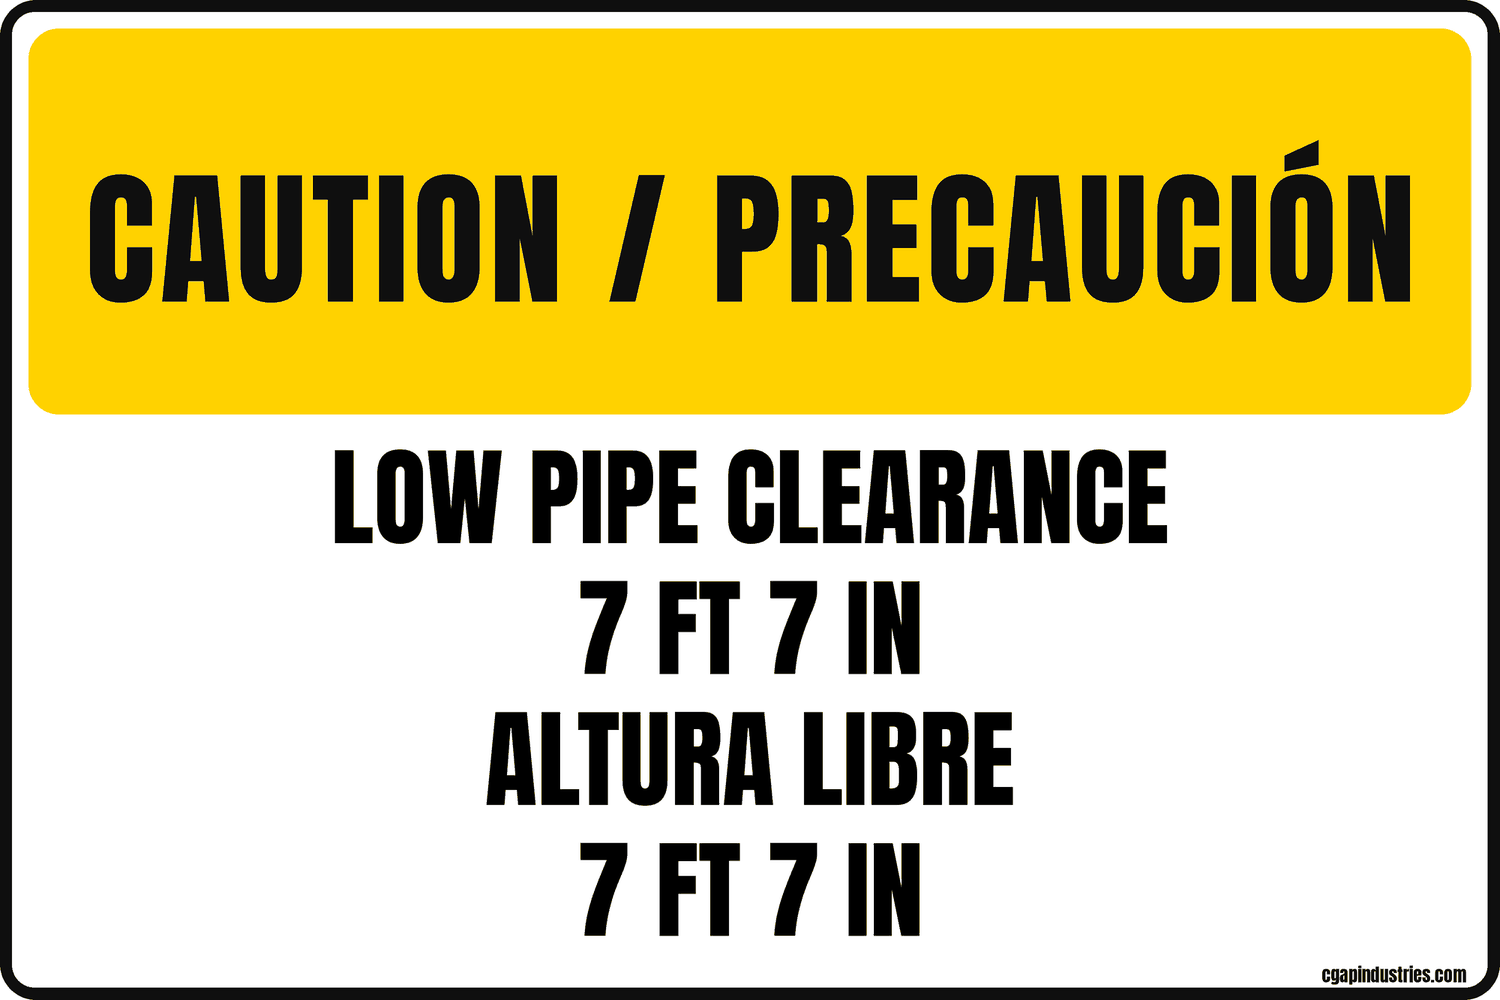 CAUTION / PRECAUCIÓN
LOW PIPE CLEARANCE
7 FT 7 IN
ALTURA LIBRE
7 FT 7 IN
cgapindustries.com